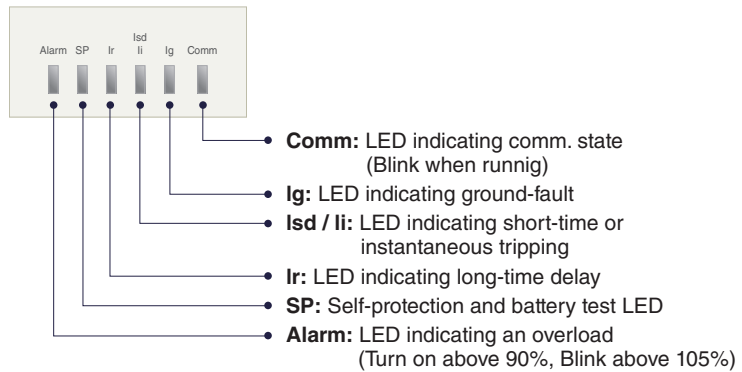 Isd
Alarm SP Ir Ii Ig Comm
Comm: LED indicating comm. state
(Blink when runnig)
Ig: LED indicating ground-fault
Isd / Ii: LED indicating short-time or
instantaneous tripping
Ir: LED indicating long-time delay
SP: Self-protection and battery test LED
Alarm: LED indicating an overload
(Turn on above 90%, Blink above 105%)